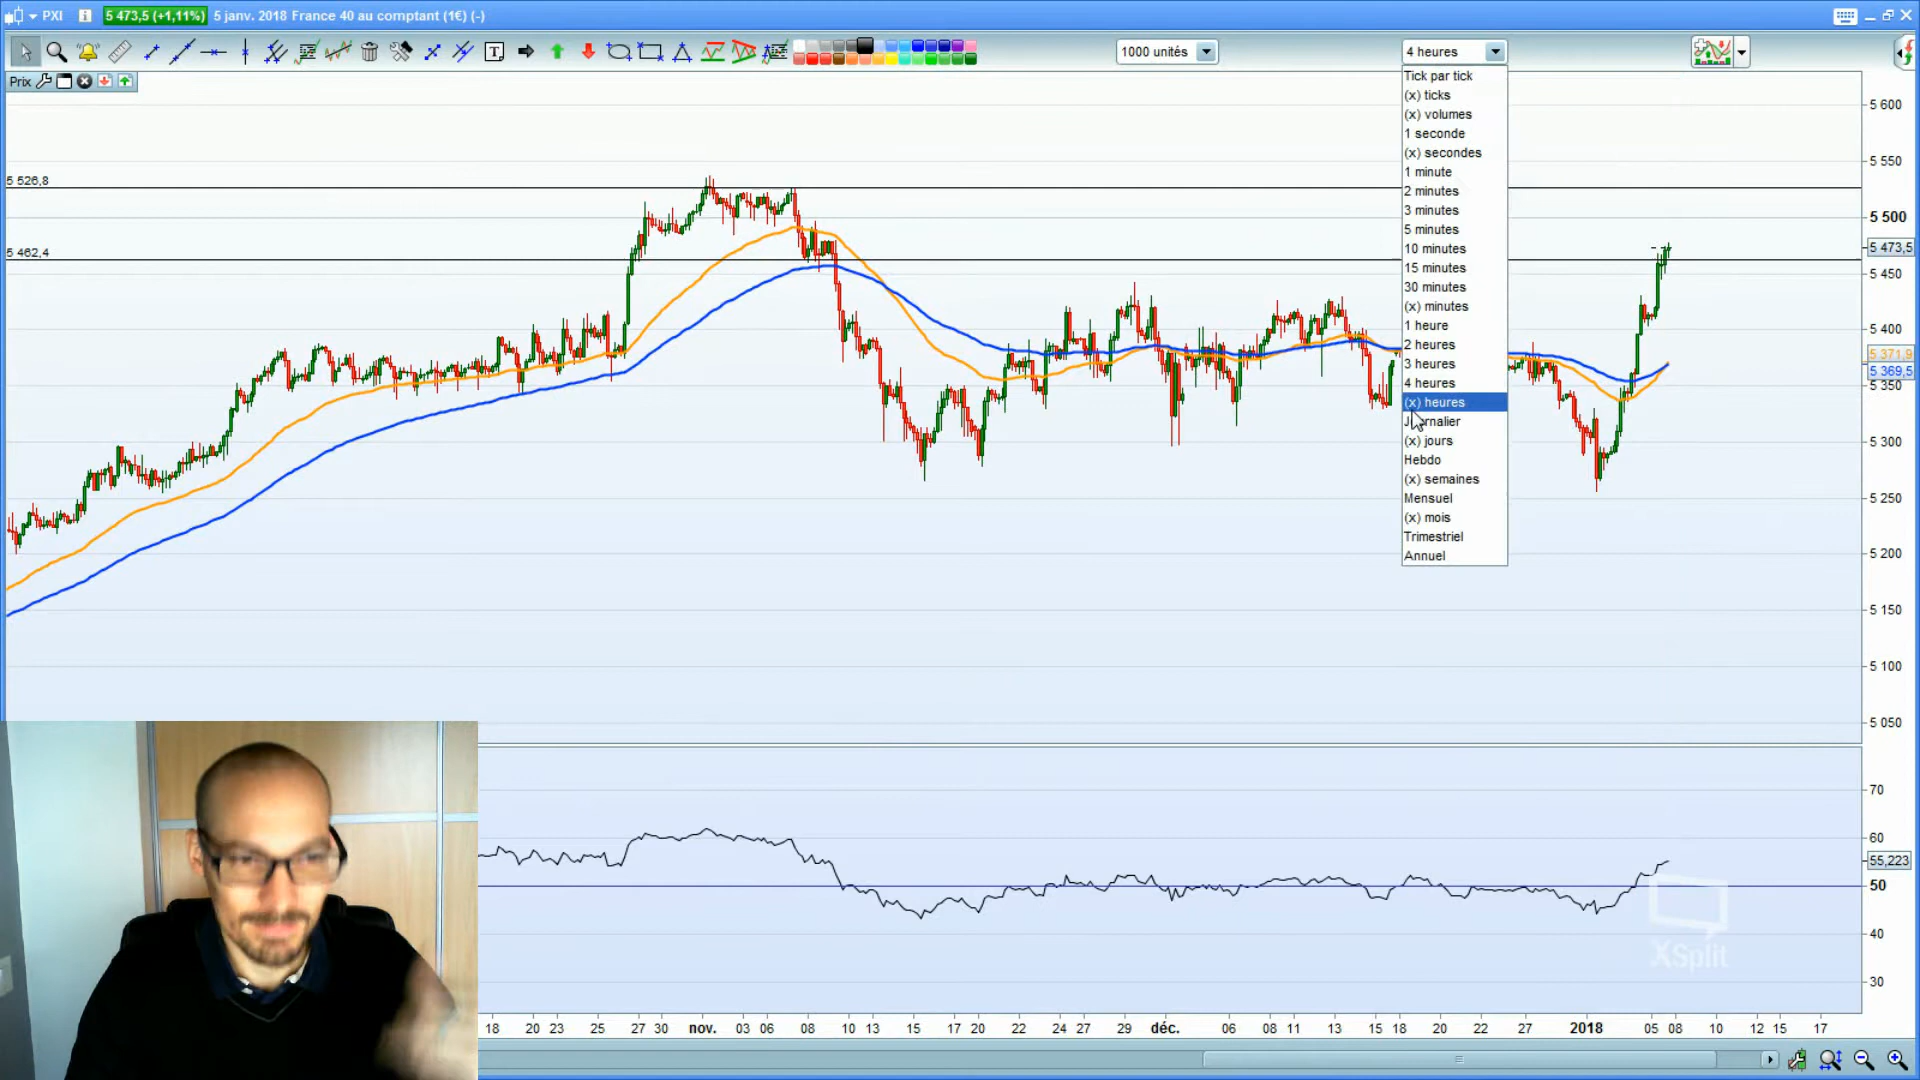 PXI 5 473,5 (+1,11%) 5 janv. 2018 France 40 au comptant (1€) (-)
1000 unités
4 heures
Prix
Tick par tick
(x) ticks
(x) volumes
1 seconde
(x) secondes
1 minute
2 minutes
3 minutes
5 minutes
10 minutes
15 minutes
30 minutes
(x) minutes
1 heure
2 heures
3 heures
4 heures
(x) heures
Journalier
(x) jours
Hebdo
(x) semaines
Mensuel
(x) mois
Trimestriel
Annuel
5 526,8
5 462,4
5 600
5 550
5 500
5 473,5
5 450
5 400
5 371,9
5 369,5
5 350
5 300
5 250
5 200
5 150
5 100
5 050
70
60
55,223
50
40
30
XSplit
18 20 23 25 27 30 nov. 03 06 08 10 13 15 17 20 22 24 27 29 déc. 06 08 11 13 15 18 20 22 27 2018 05 08 10 12 15 17